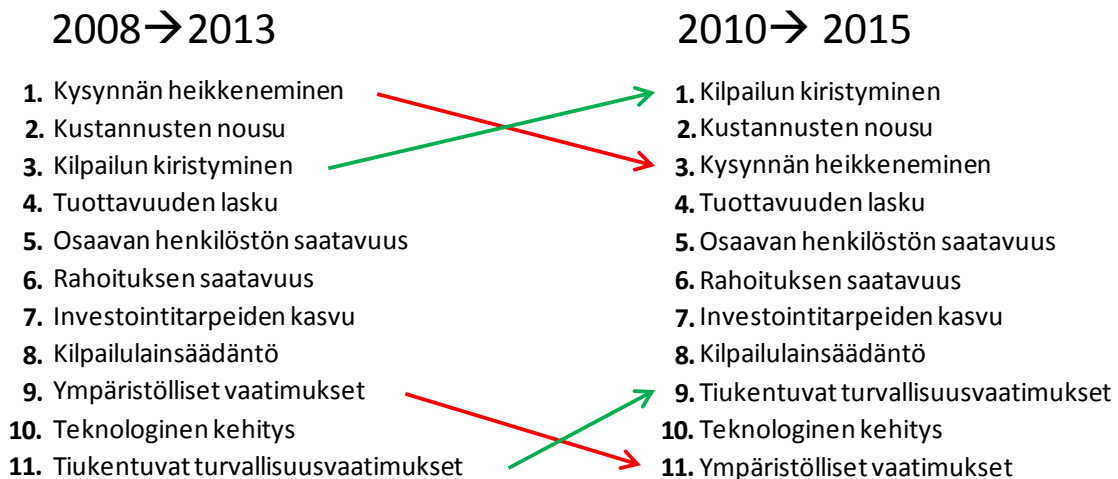 2008→2013
1. Kysynnän heikkeneminen
2. Kustannusten nousu
3. Kilpailun kiristyminen
4. Tuottavuuden lasku
5. Osaavan henkilöstön saatavuus
6. Rahoituksen saatavuus
7. Investointitarpeiden kasvu
8. Kilpailulainsäädäntö
9. Ympäristölliset vaatimukset
10. Teknologinen kehitys
11. Tiukentuvat turvallisuusvaatimukset
2010→ 2015
1. Kilpailun kiristyminen
2. Kustannusten nousu
3. Kysynnän heikkeneminen
4. Tuottavuuden lasku
5. Osaavan henkilöstön saatavuus
6. Rahoituksen saatavuus
7. Investointitarpeiden kasvu
8. Kilpailulainsäädäntö
9. Tiukentuvat turvallisuusvaatimukset
10. Teknologinen kehitys
11. Ympäristölliset vaatimukset